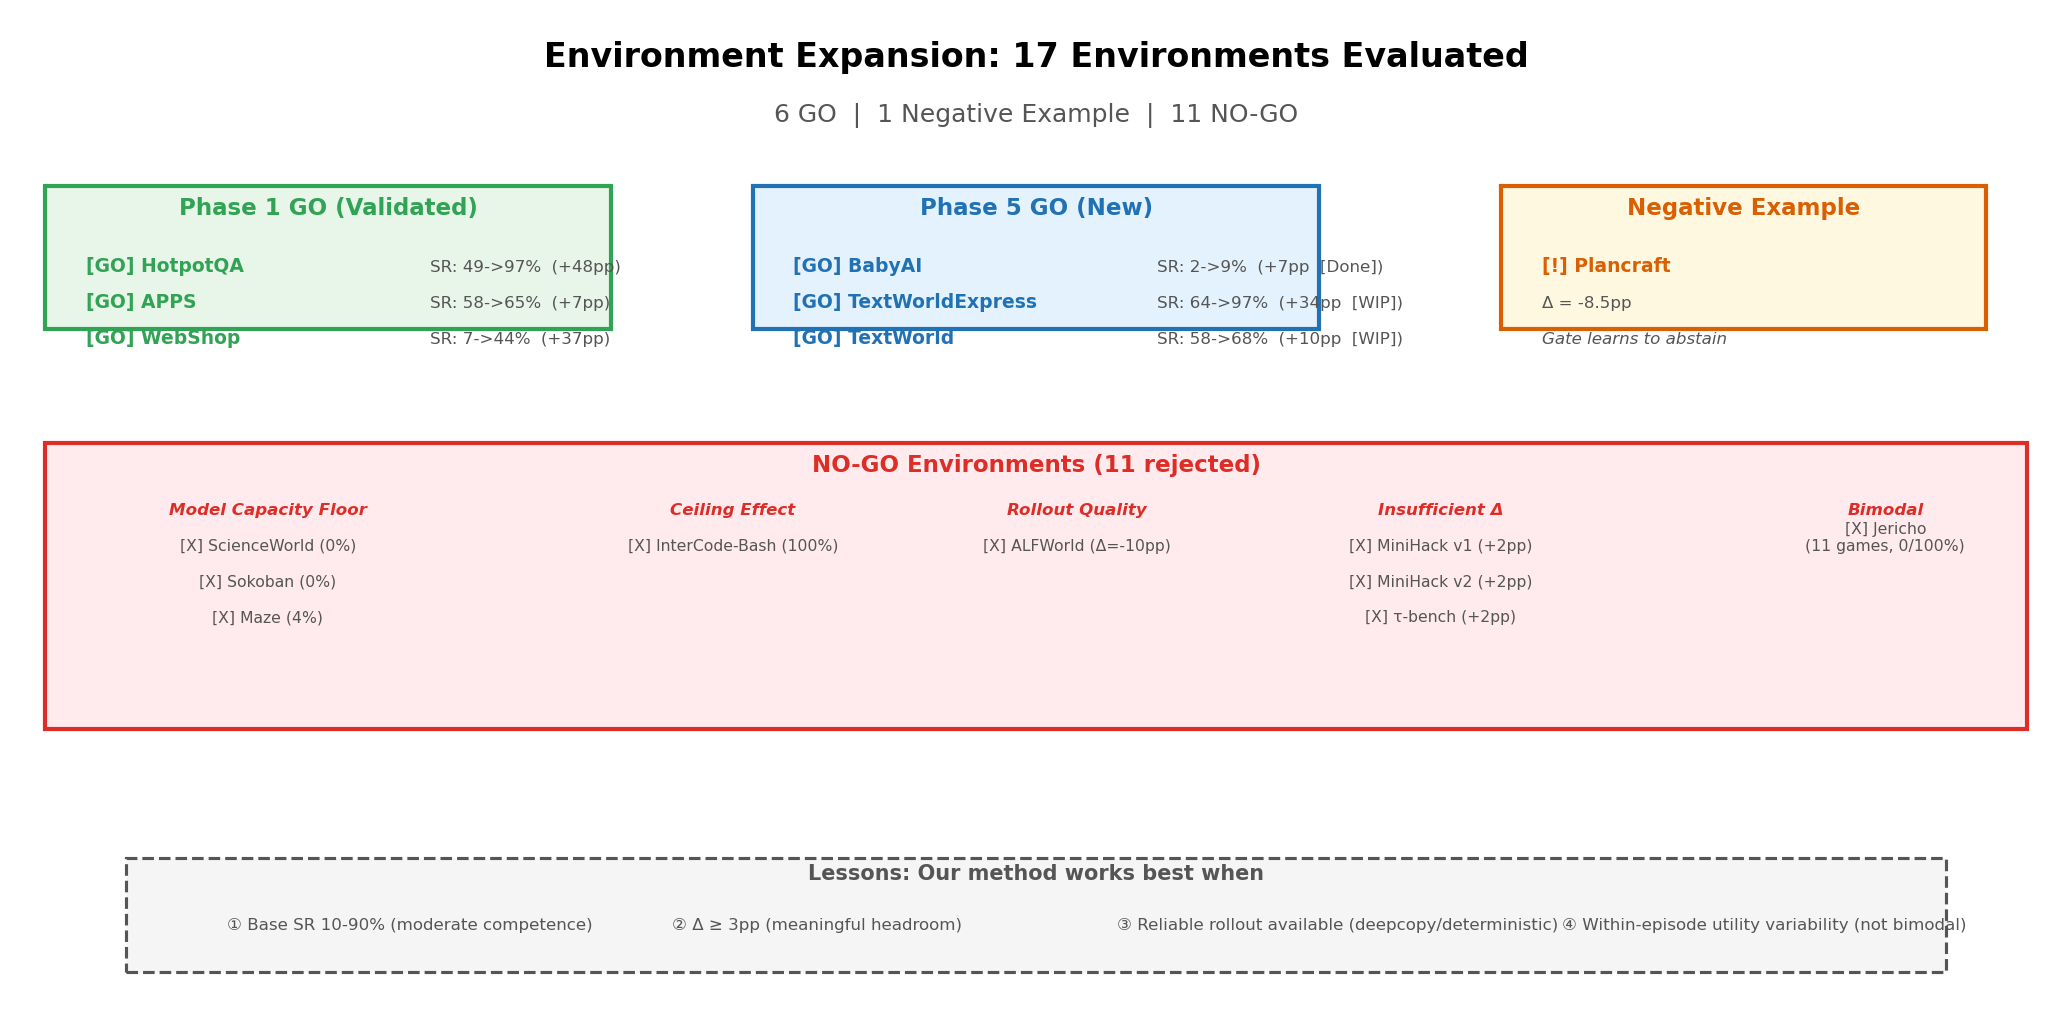 Environment Expansion: 17 Environments Evaluated
6 GO | 1 Negative Example | 11 NO-GO
Phase 1 GO (Validated)
[GO] HotpotQA SR: 49->97% (+48pp)
[GO] APPS SR: 58->65% (+7pp)
[GO] WebShop SR: 7->44% (+37pp)
Phase 5 GO (New)
[GO] BabyAI SR: 2->9% (+7pp [Done])
[GO] TextWorldExpress SR: 64->97% (+34pp [WIP])
[GO] TextWorld SR: 58->68% (+10pp [WIP])
Negative Example
[!] Plancraft
Δ = -8.5pp
Gate learns to abstain
NO-GO Environments (11 rejected)
Model Capacity Floor
[X] ScienceWorld (0%)
[X] Sokoban (0%)
[X] Maze (4%)
Ceiling Effect
[X] InterCode-Bash (100%)
Rollout Quality
[X] ALFWorld (Δ=-10pp)
Insufficient Δ
[X] MiniHack v1 (+2pp)
[X] MiniHack v2 (+2pp)
[X] τ-bench (+2pp)
Bimodal
[X] Jericho
(11 games, 0/100%)
Lessons: Our method works best when
① Base SR 10-90% (moderate competence) ② Δ ≥ 3pp (meaningful headroom) ③ Reliable rollout available (deepcopy/deterministic) ④ Within-episode utility variability (not bimodal)